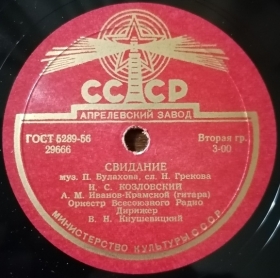 СССР
АПРЕЛЕВСКИЙ ЗАВОД
ГОСТ 5289-56
29666
Вторая гр.
3-00
СВИДАНИЕ
муз. П. Булахова, сл. Н. Грекова
И. С. КОЗЛОВСКИЙ
А. М. Иванов-Крамской (гитара)
Оркестр Всесоюзного Радио
Дирижер
В. Н. Кнушевицкий
МИНИСТЕРСТВО КУЛЬТУРЫ СССР